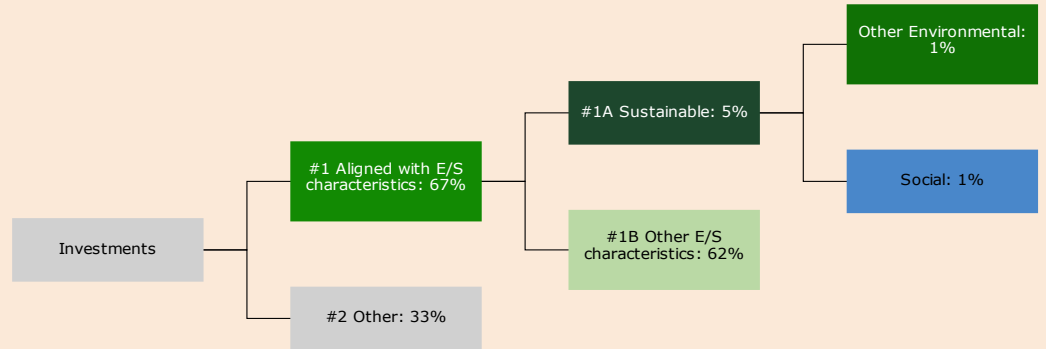 Investments
#1 Aligned with E/S
characteristics: 67%
#2 Other: 33%
#1A Sustainable: 5%
#1B Other E/S
characteristics: 62%
Other Environmental:
1%
Social: 1%